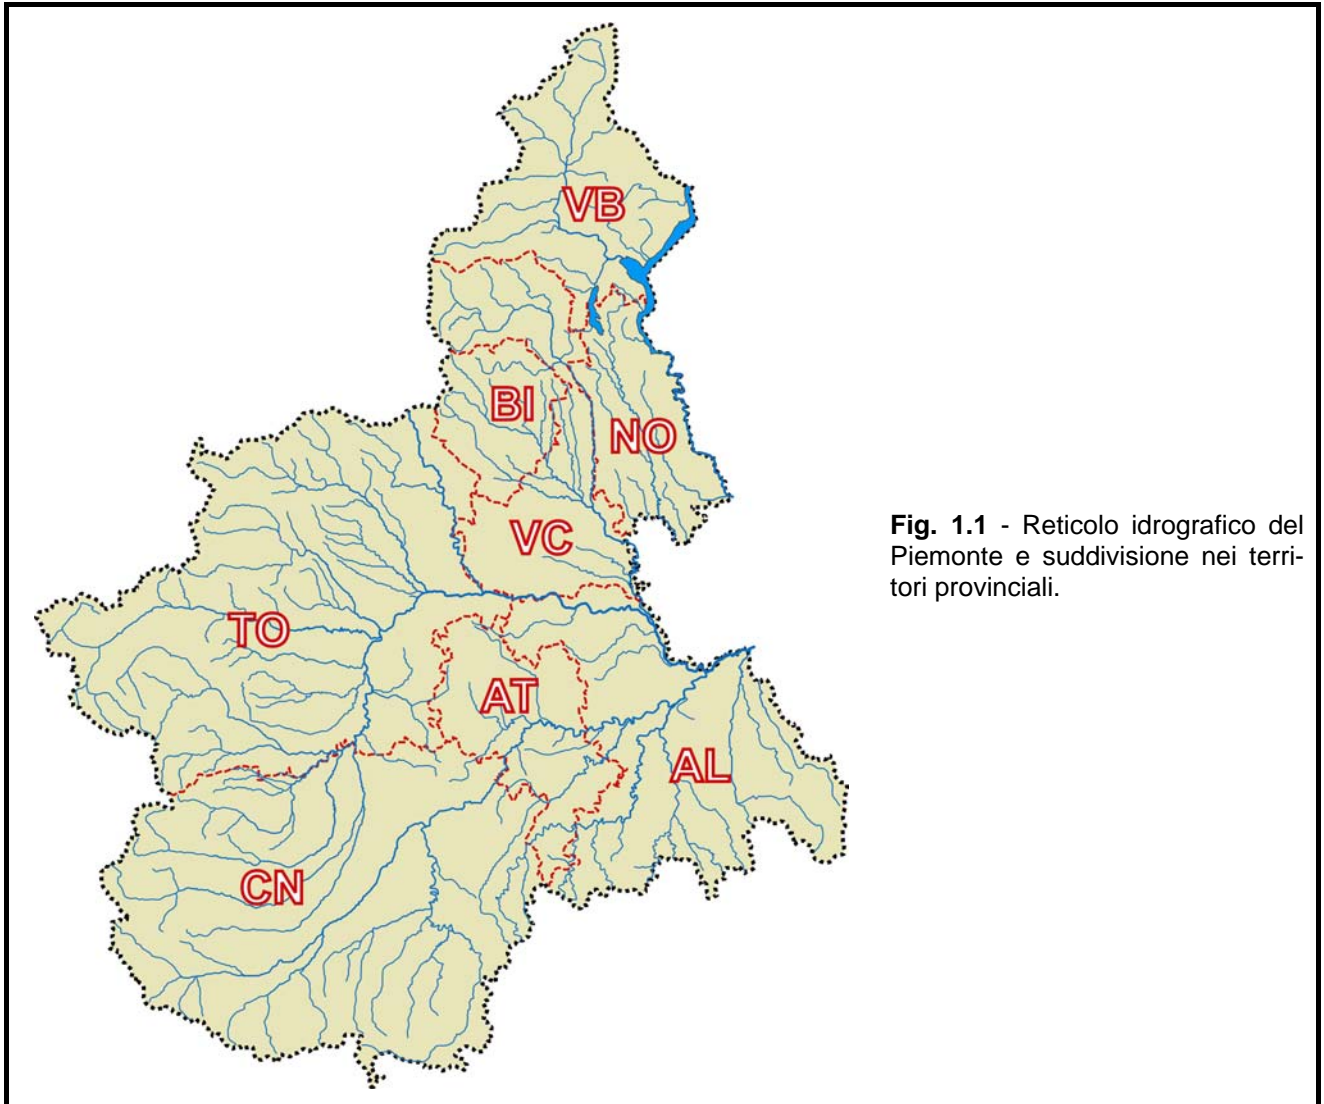 VB
BI
NO
VC
Fig. 1.1 - Reticolo idrografico del
Piemonte e suddivisione nei terri-
tori provinciali.
TO
AT
AL
CN